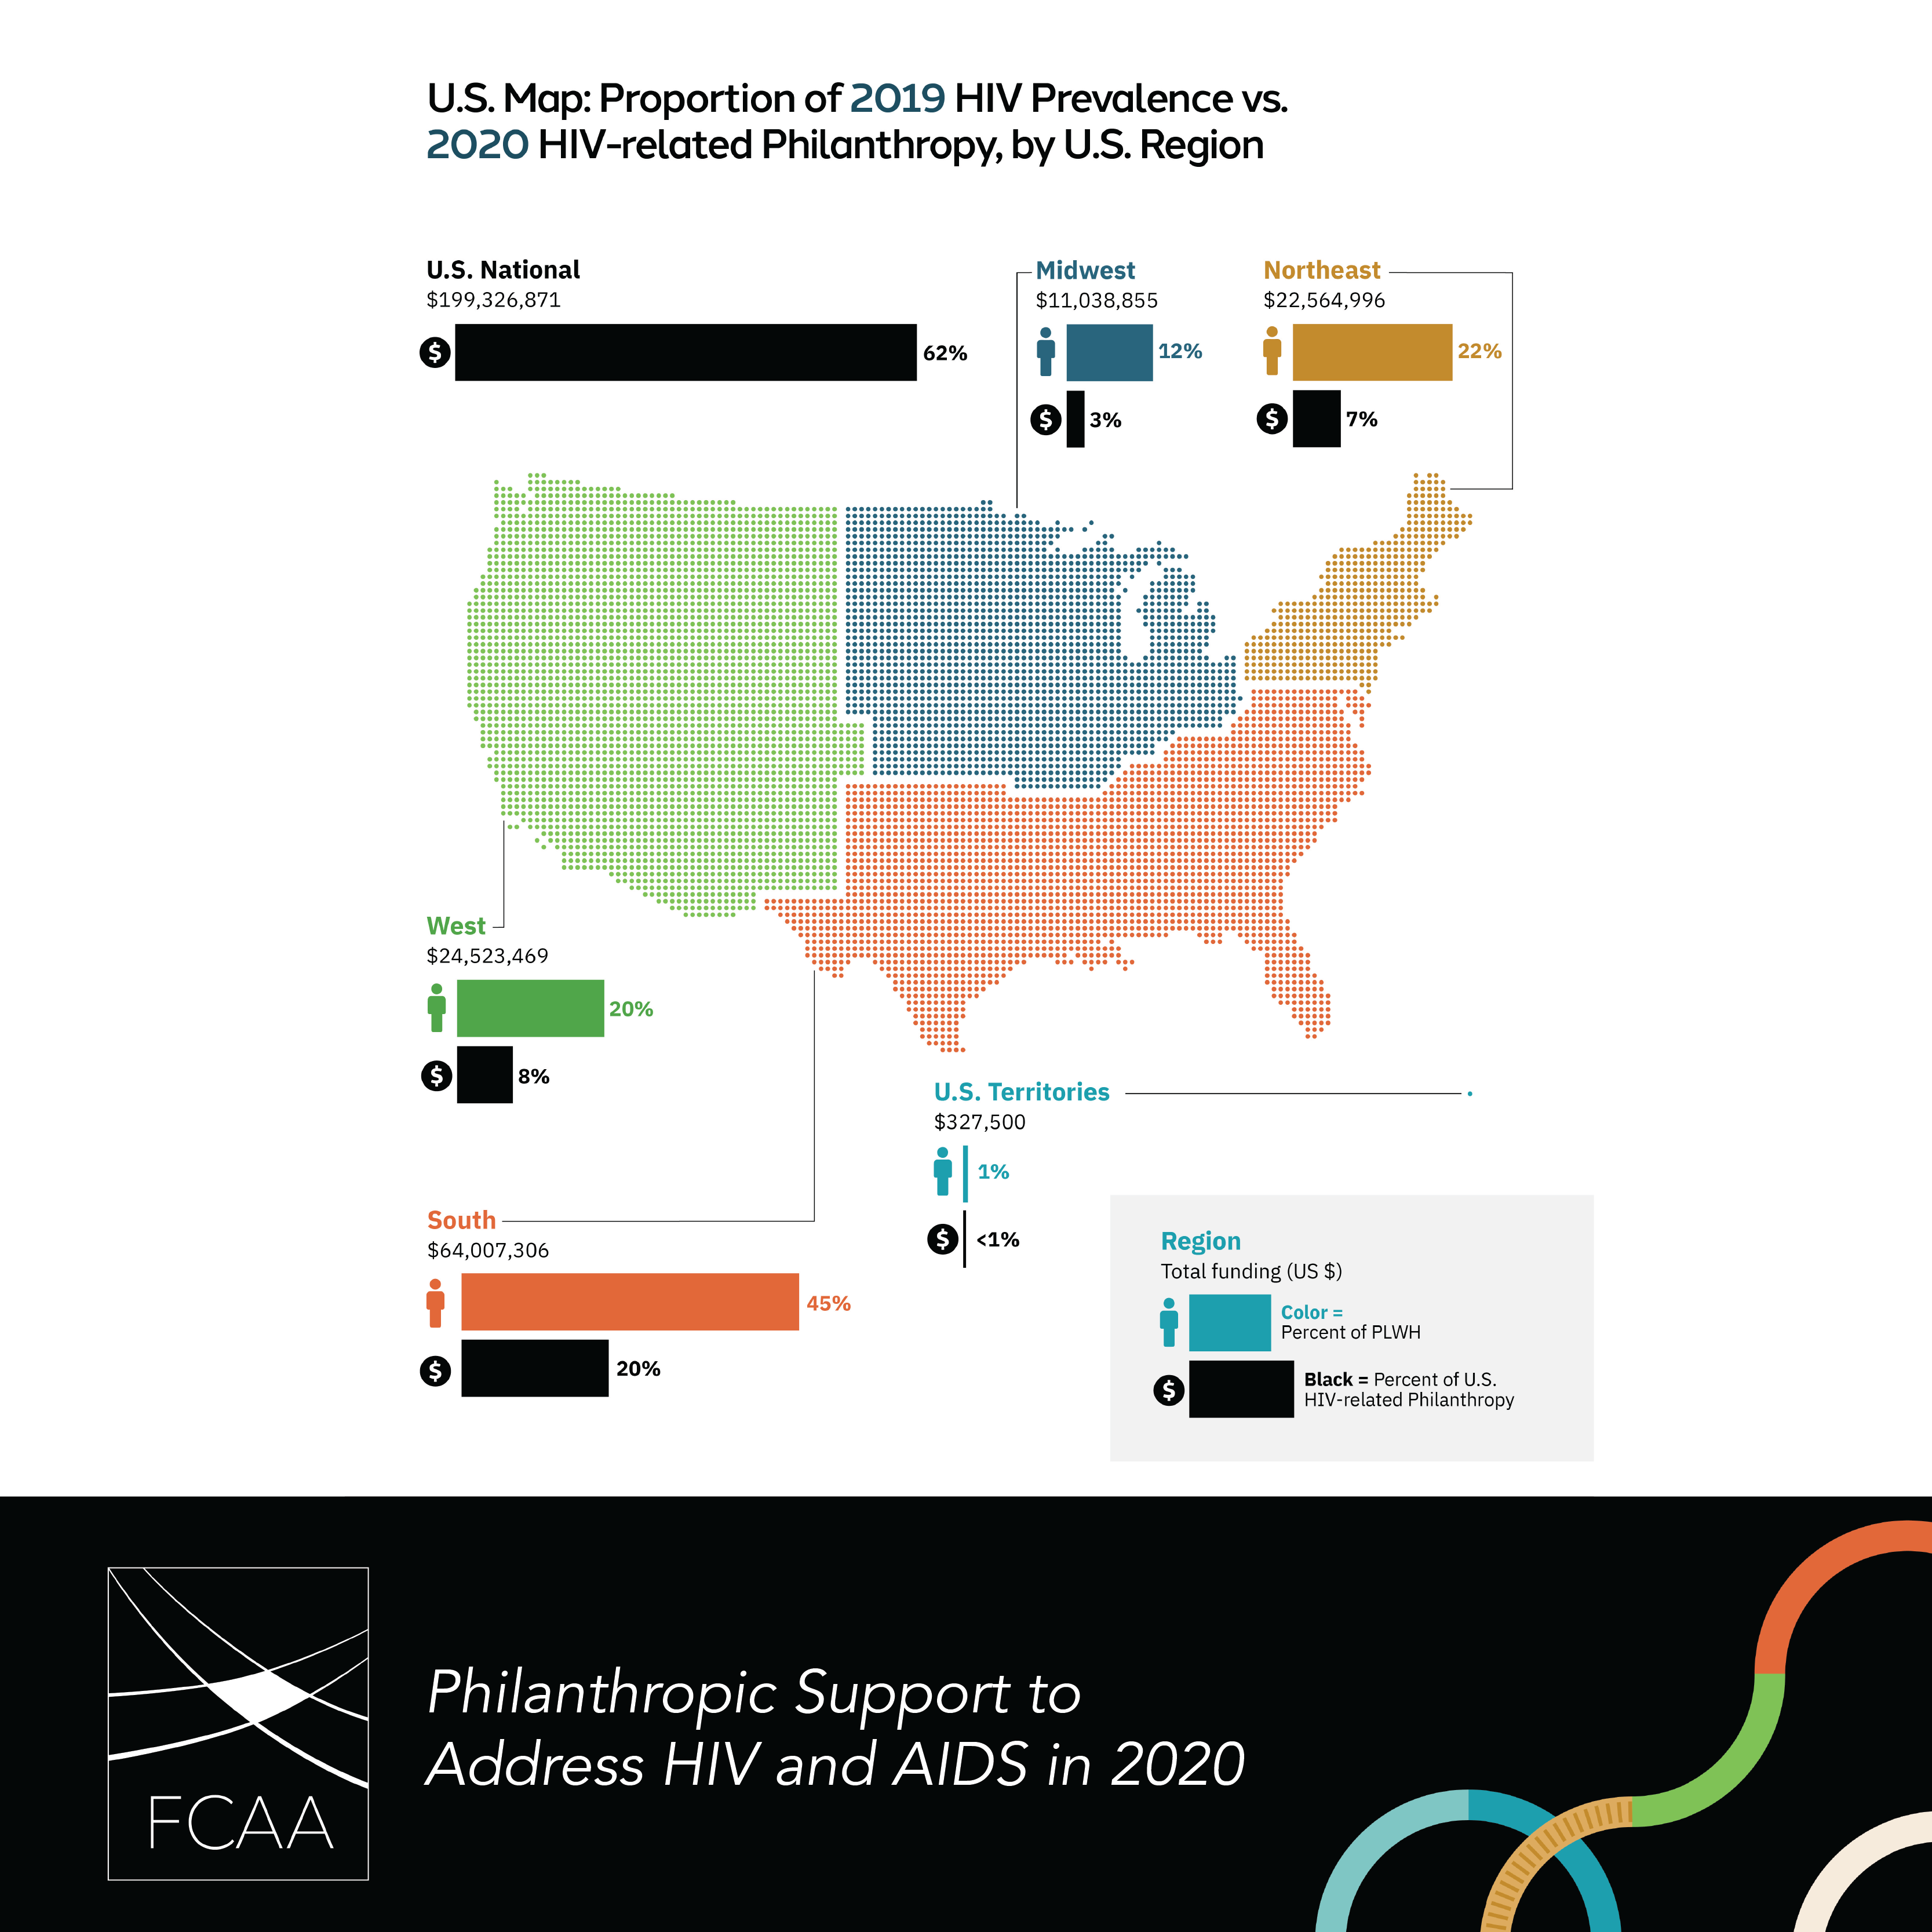 U.S. Map: Proportion of 2019 HIV Prevalence vs.
2020 HIV-related Philanthropy, by U.S. Region
U.S. National
$199,326,871
$
62%
Midwest
$11,038,855
12%
$
3%
Northeast
$22,564,996
22%
$
7%
West
$24,523,469
20%
$
8%
U.S. Territories
$327,500
1%
$
<1%
South
$64,007,306
45%
$
20%
Region
Total funding (US $)
Color =
Percent of PLWH
$
Black = Percent of U.S.
HIV-related Philanthropy
FCAA
Philanthropic Support to
Address HIV and AIDS in 2020